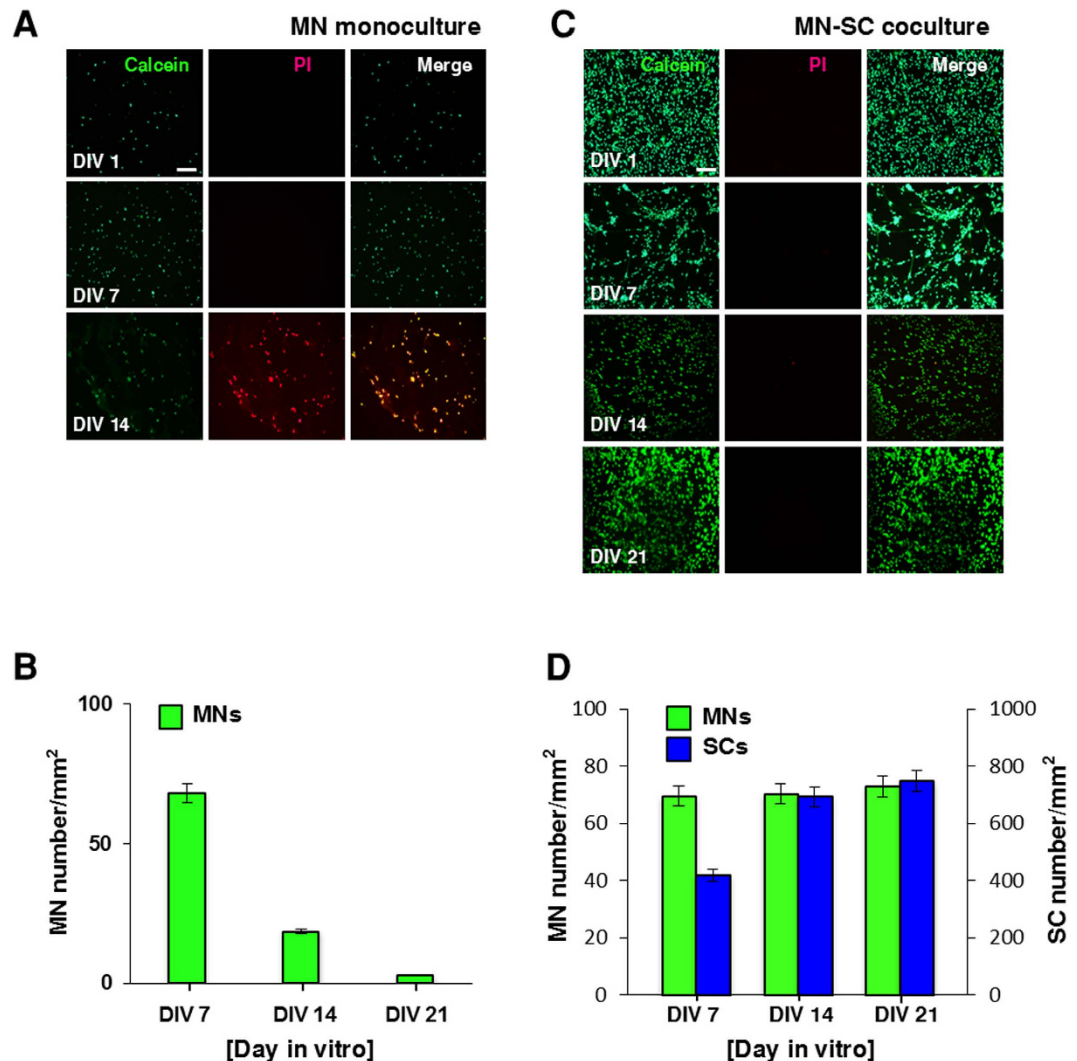 A
MN monoculture
Calcein
PI
Merge
DIV 1
DIV 7
DIV 14
C
MN-SC coculture
Calcein
PI
Merge
DIV 1
DIV 7
DIV 14
DIV 21
B
MN number/mm²
100
50
0
MNs
DIV 7 DIV 14 DIV 21
[Day in vitro]
D
MN number/mm²
100
80
60
40
20
0
MNs
SCs
1000
800
600
400
200
0
SC number/mm²
DIV 7 DIV 14 DIV 21
[Day in vitro]